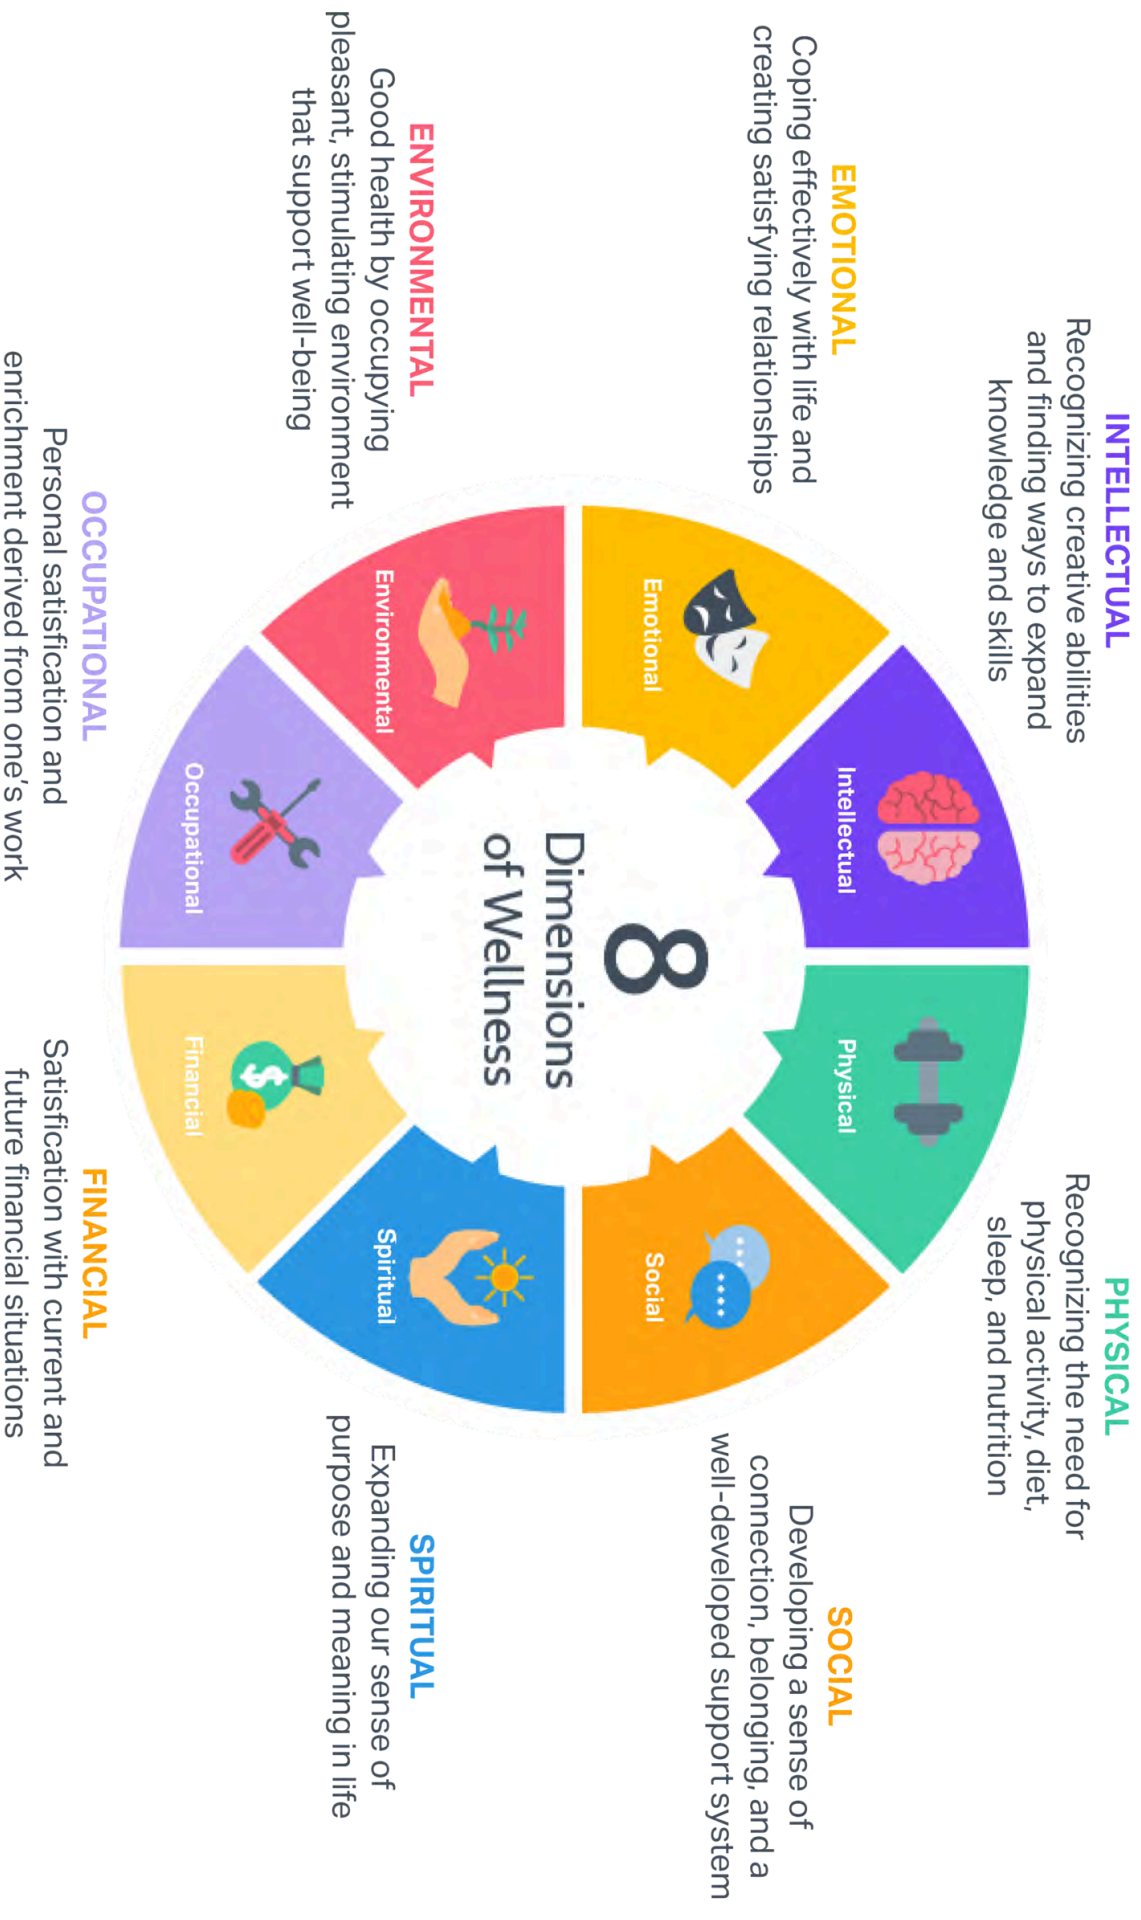 INTELLECTUAL
Recognizing creative abilities
and finding ways to expand
knowledge and skills
PHYSICAL
Recognizing the need for
physical activity, diet,
sleep, and nutrition
EMOTIONAL
Coping effectively with life and
creating satisfying relationships
SOCIAL
Developing a sense of
connection, belonging, and a
well-developed support system
ENVIRONMENTAL
Good health by occupying
pleasant, stimulating environment
that support well-being
SPIRITUAL
Expanding our sense of
purpose and meaning in life
OCCUPATIONAL
Personal satisfication and
enrichment derived from one's work
FINANCIAL
Satisfication with current and
future financial situations
8
Dimensions
of Wellness
Intellectual
Physical
Emotional
Social
Environmental
Spiritual
Occupational
Financial
$